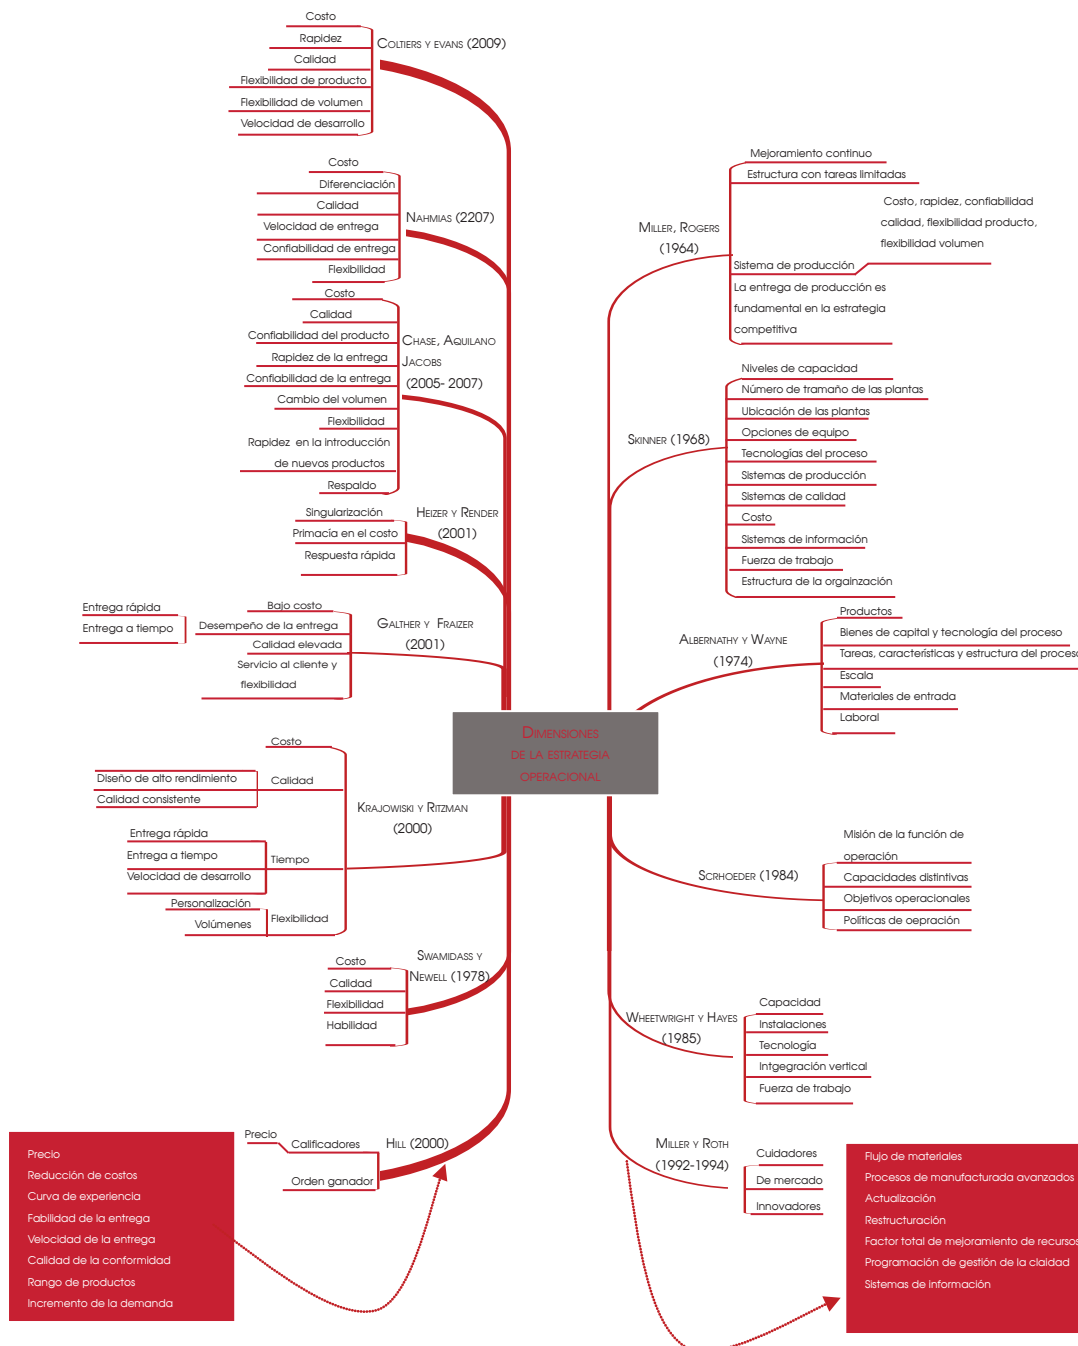 Costo
Rapidez
Calidad
Flexibilidad de producto
Flexibilidad de volumen
Velocidad de desarrollo
Coltiers y evans (2009)
Costo
Diferenciación
Calidad
Velocidad de entrega
Confiabilidad de entrega
Flexibilidad
Nahmias (2207)
Costo
Calidad
Confiabilidad del producto
Rapidez de la entrega
Confiabilidad de la entrega
Cambio del volumen
Flexibilidad
Rapidez en la introducción
de nuevos productos
Respaldo
Chase, Aquilano
Jacobs
(2005- 2007)
Singularización
Primacía en el costo
Respuesta rápida
Heizer y Render
(2001)
Entrega rápida
Entrega a tiempo
Bajo costo
Desempeño de la entrega
Calidad elevada
Servicio al cliente y
flexibilidad
Galther y Fraizer
(2001)
Dimensiones
de la estrategia
operacional
Costo
Diseño de alto rendimiento
Calidad consistente
Calidad
Entrega rápida
Entrega a tiempo
Velocidad de desarrollo
Tiempo
Personalización
Volúmenes
Flexibilidad
Krajowiski y Ritzman
(2000)
Costo
Calidad
Flexibilidad
Habilidad
Swamidass y
Newell (1978)
Precio
Calificadores
Orden ganador
Hill (2000)
Precio
Reducción de costos
Curva de experiencia
Fabilidad de la entrega
Velocidad de la entrega
Calidad de la conformidad
Rango de productos
Incremento de la demanda
Miller, Rogers
(1964)
Mejoramiento continuo
Estructura con tareas limitadas
Costo, rapidez, confiabilidad
calidad, flexibilidad producto,
flexibilidad volumen
Sistema de producción
La entrega de producción es
fundamental en la estrategia
competitiva
Skinner (1968)
Niveles de capacidad
Número de tramaño de las plantas
Ubicación de las plantas
Opciones de equipo
Tecnologías del proceso
Sistemas de producción
Sistemas de calidad
Costo
Sistemas de información
Fuerza de trabajo
Estructura de la orgainzación
Albernathy y Wayne
(1974)
Productos
Bienes de capital y tecnología del proceso
Tareas, características y estructura del proceso
Escala
Materiales de entrada
Laboral
Scrhoeder (1984)
Misión de la función de
operación
Capacidades distintivas
Objetivos operacionales
Políticas de oepración
Wheetwright y Hayes
(1985)
Capacidad
Instalaciones
Tecnología
Intgegración vertical
Fuerza de trabajo
Miller y Roth
(1992-1994)
Cuidadores
De mercado
Innovadores
Flujo de materiales
Procesos de manufacturada avanzados
Actualización
Restructuración
Factor total de mejoramiento de recursos
Programación de gestión de la claidad
Sistemas de información